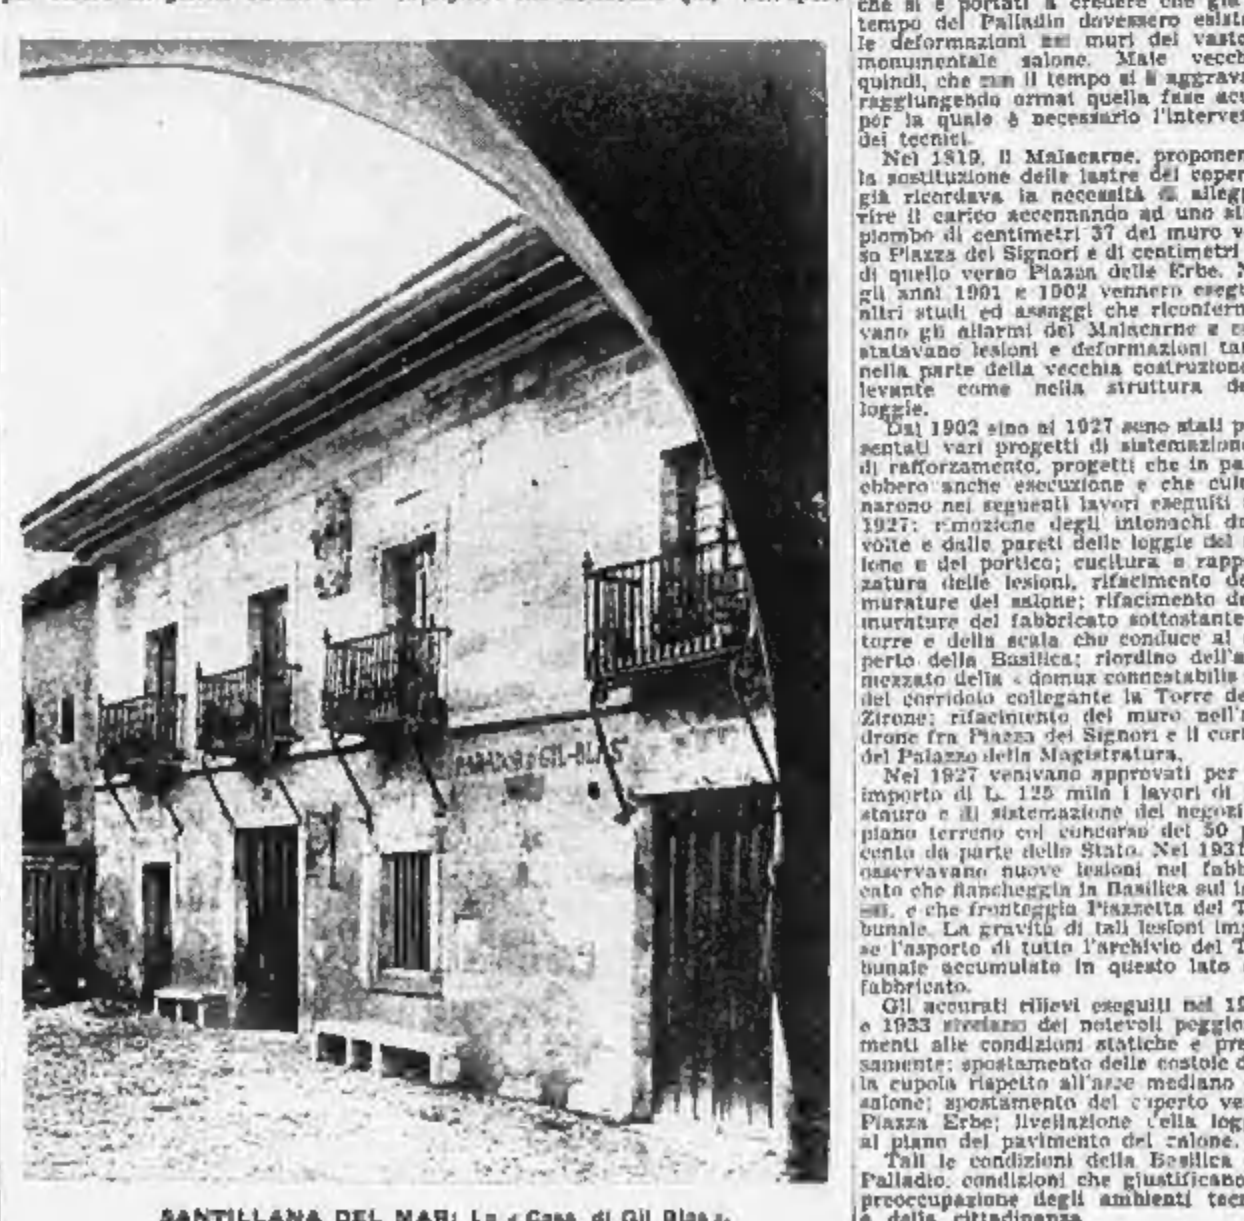 SANTILLANA DEL MAR: La « Casa di Gil Blas ».
che si è portati a credere che già
tempo del Palladio dovessero esiste
le deformazioni muri del vasto
monumentale salone. Male vecch
quindi, che il tempo si è aggrava
raggiungendo ormai quella fase acu
per la quale è necessario l'interve
dei tecnici.
Nel 1819, il Malacarne, proponen
la sostituzione delle lastre del coper
già ricordava la necessità di allegg
rire il carico accennando ad uno
piombo di centimetri 37 del muro v
so Piazza dei Signori e di centimetri
di quello verso Piazza delle Erbe. N
gli anni 1901 e 1902 vennero esegu
altri studi ed assaggi che riconferm
vano gli allarmi del Malacarne e c
statavano lesioni e deformazioni ta
nella parte della vecchia costruzione
levante come nella struttura de
loggie.
Dal 1902 sino al 1927 sono stati p
sentati vari progetti di sistemazione
di rafforzamento, progetti che in pa
ebbero anche esecuzione e che culm
narono nei seguenti lavori eseguiti
1927: rimozione degli intonachi da
volte e dalle pareti delle loggie del
lone e del portico; cucitura e rapp
zatura delle lesioni, rifacimento de
murature del salone; rifacimento de
murature del fabbricato sottostante
torre e della scala che conduce al
perto della Basilica; riordino dell'a
mezzato della « domux connestabilis
del corridoio collegante la Torre de
Zirone; rifacimento del muro nell'a
drone fra Piazza dei Signori e il cort
del Palazzo della Magistratura.
Nel 1927 venivano approvati per
importo di L. 125 mila i lavori di
stauro e di sistemazione dei negozi
piano terreno col concorso del 50 p
cento da parte dello Stato. Nel 1931
osservavano nuove lesioni nel fabb
cato che fiancheggia la Basilica sul l
e che fronteggia Piazzetta del T
bunale. La gravità di tali lesioni imp
se l'asporto di tutto l'archivio del T
bunale accumulato in questo lato
fabbricato.
Gli accurati rilievi eseguiti nel 19
e 1933 dei notevoli peggio
menti alle condizioni statiche e pre
samente: spostamento delle costole d
la cupola rispetto all'asse mediano
salone; spostamento del coperto ve
Piazza Erbe; livellazione della logg
al piano del pavimento del salone.
Tali le condizioni della Basilica
Palladio, condizioni che giustificano
preoccupazione degli ambienti tecn
e della cittadinanza.
GIL-BLAS